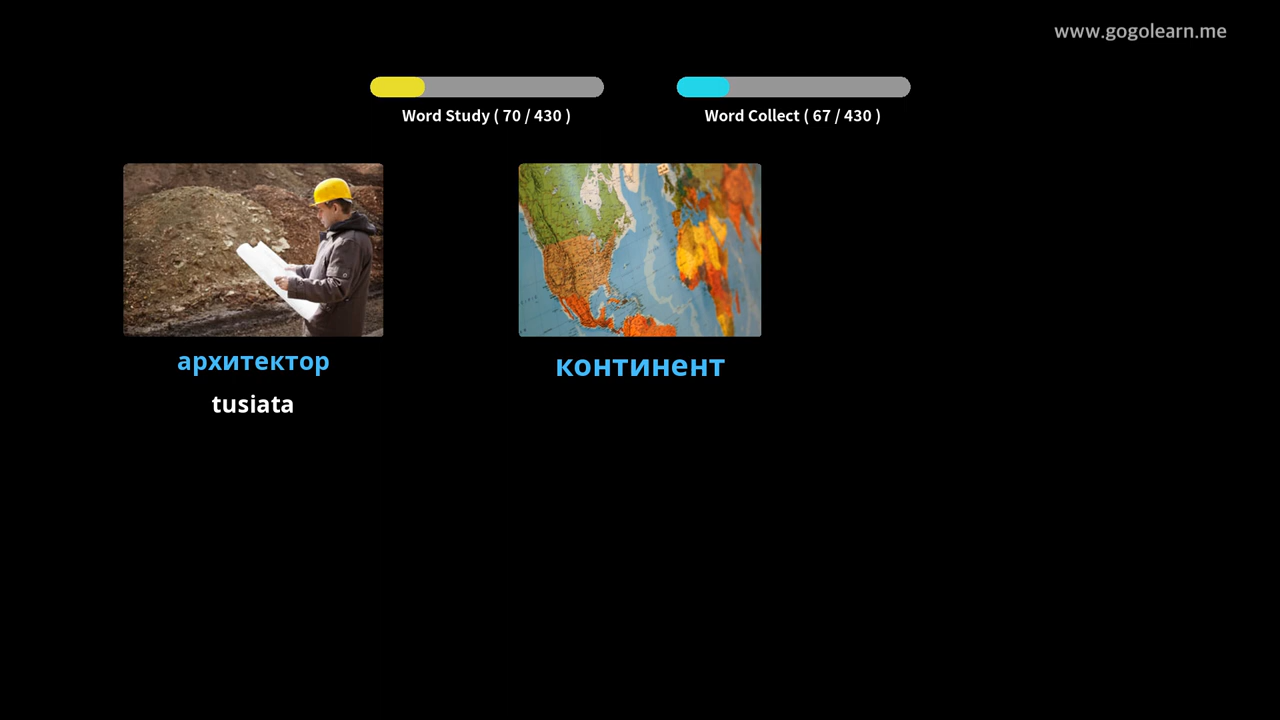 www.gogolearn.me
Word Study ( 70 / 430 )
Word Collect ( 67 / 430 )
архитектор
tusiata
континент